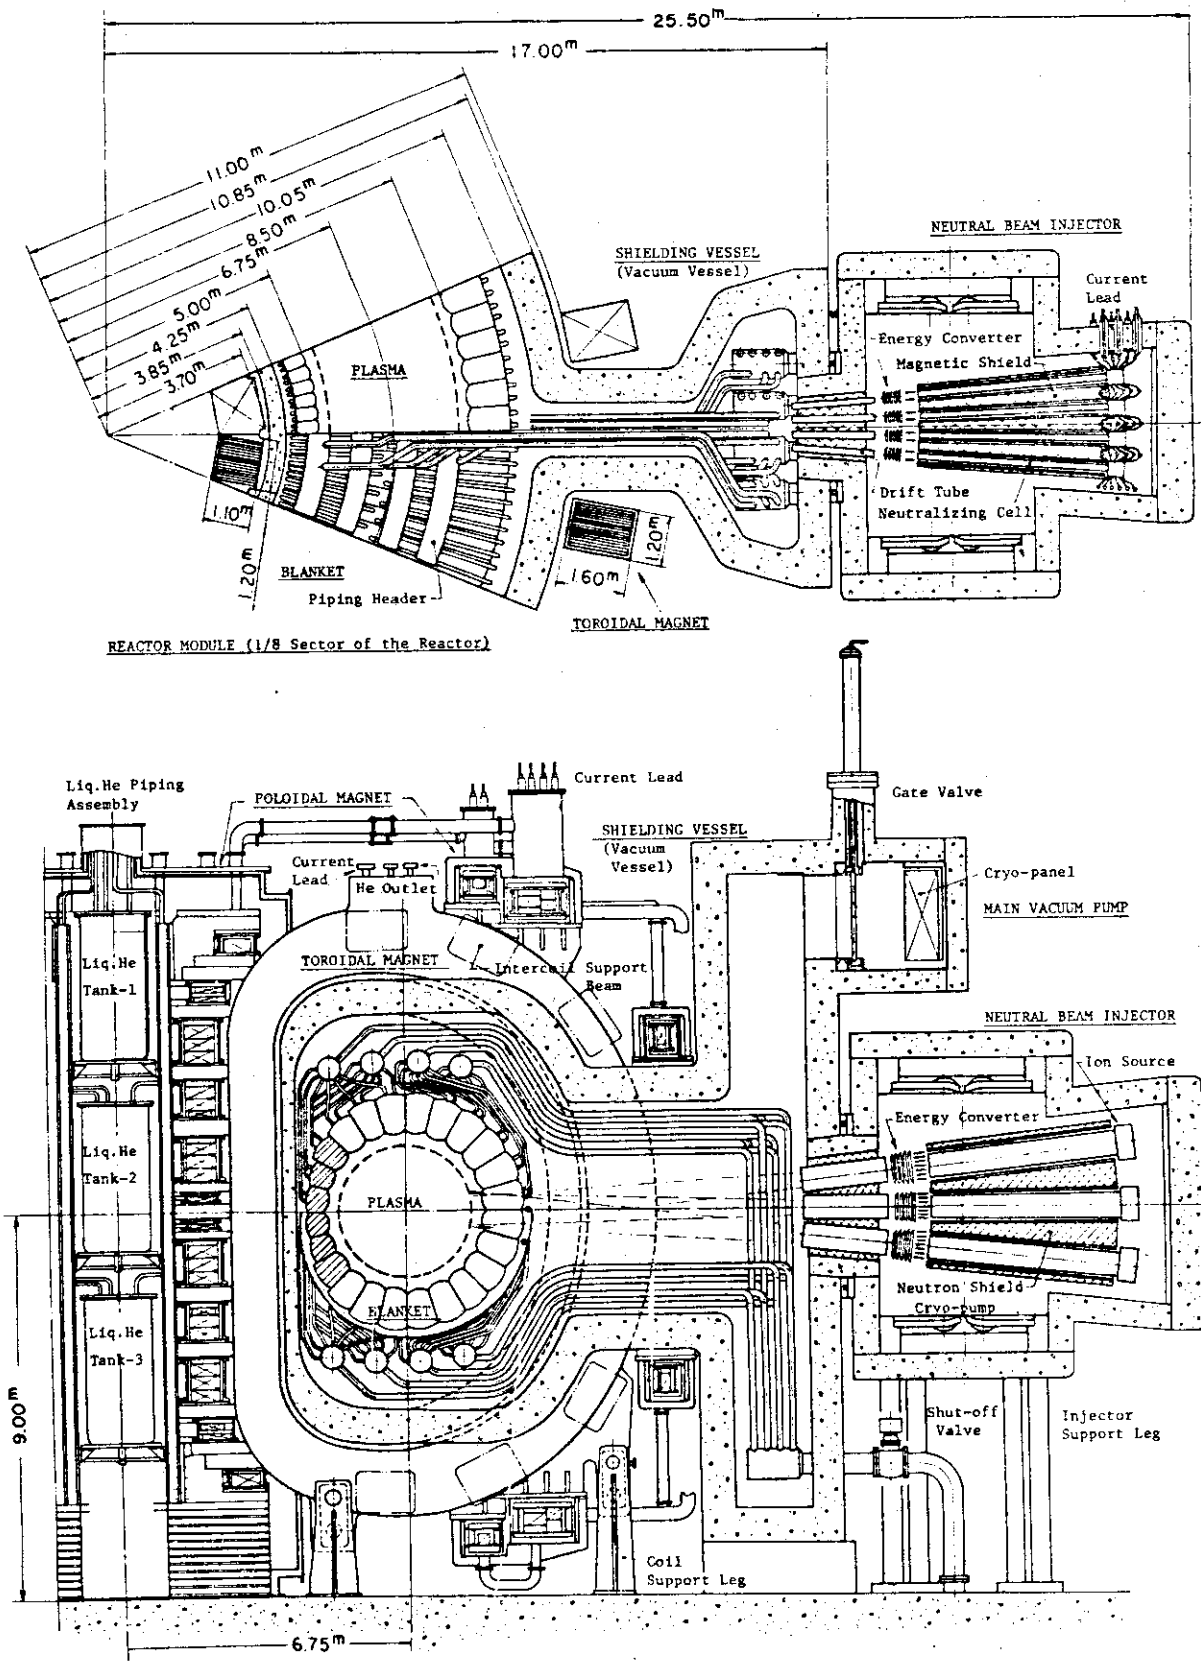 25.50m
17.00m
11.00m
10.85m
10.05m
8.50m
6.75m
5.00m
4.25m
3.85m
3.70m
NEUTRAL BEAM INJECTOR
SHIELDING VESSEL
(Vacuum Vessel)
Current
Lead
Energy Converter
Magnetic Shield
PLASMA
Drift Tube
Neutralizing Cell
1.10m
1.20m
BLANKET
Piping Header
1.60m
1.20m
TOROIDAL MAGNET
REACTOR MODULE (1/8 Sector of the Reactor)
Liq.He Piping
Assembly
POLOIDAL MAGNET
Current Lead
Gate Valve
SHIELDING VESSEL
(Vacuum
Vessel)
Current
Lead
He Outlet
Cryo-panel
MAIN VACUUM PUMP
TOROIDAL MAGNET
Intercoil Support
Beam
Liq.He
Tank-1
NEUTRAL BEAM INJECTOR
Ion Source
Energy Converter
Liq.He
Tank-2
PLASMA
Neutron Shield
Cryo-pump
BLANKET
Liq.He
Tank-3
9.00m
Shut-off
Valve
Injector
Support Leg
Coil
Support Leg
6.75m